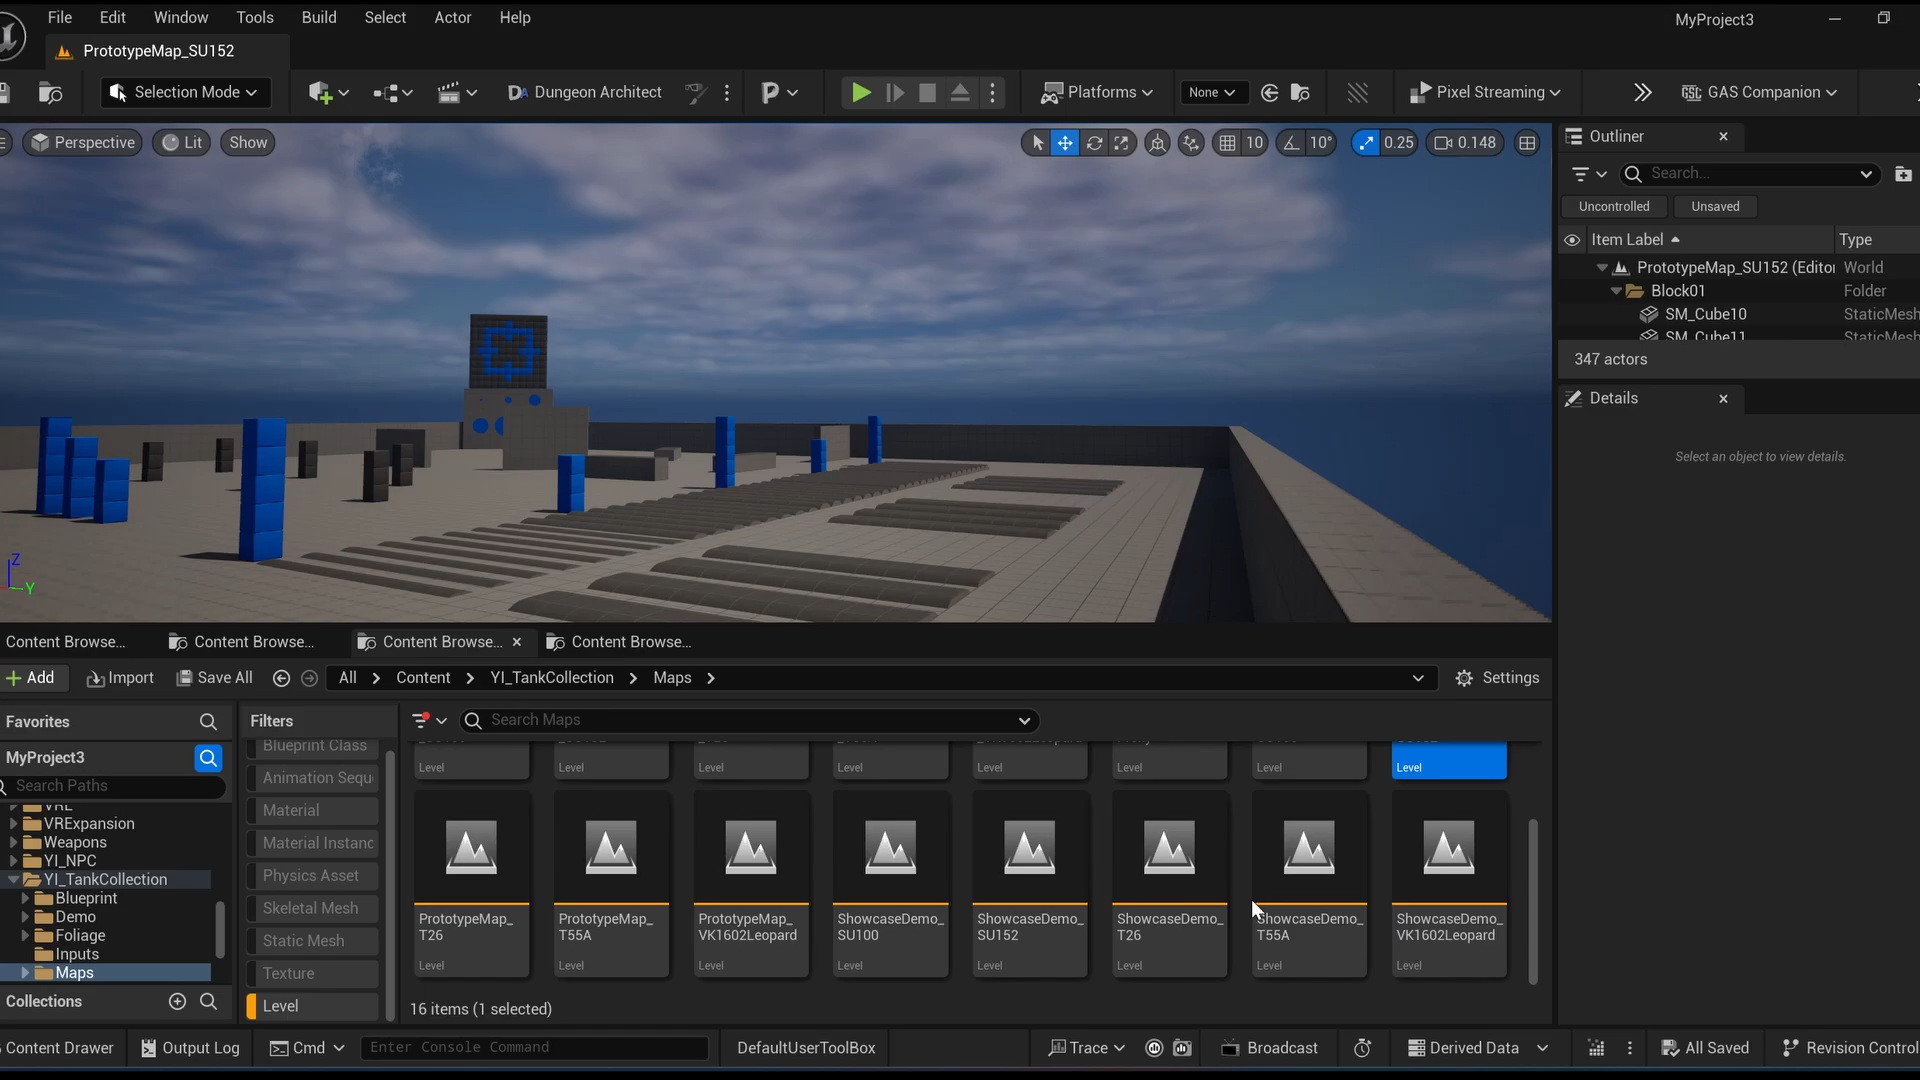 File Edit Window Tools Build Select Actor Help
MyProject3
PrototypeMap_SU152
Selection Mode
Dungeon Architect
Platforms
None
Pixel Streaming
GAS Companion
Perspective
Lit
Show
10
10°
0.25
0.148
Outliner
Search...
Uncontrolled
Unsaved
Item Label
Type
PrototypeMap_SU152 (Editor
World
Block01
Folder
SM_Cube10
StaticMesh
SM_Cube11
StaticMesh
347 actors
Details
Select an object to view details.
Content Browse...
Content Browse...
Content Browse...
Content Browse...
Add
Import
Save All
All
Content
YI_TankCollection
Maps
Settings
Favorites
Filters
Search Maps
MyProject3
Search Paths
VRE
VRExpansion
Weapons
YI_NPC
YI_TankCollection
Blueprint
Demo
Foliage
Inputs
Maps
Collections
Blueprint Class
Animation Sequ
Material
Material Instanc
Physics Asset
Skeletal Mesh
Static Mesh
Texture
Level
Level
Level
Level
Level
Level
Level
Level
Level
PrototypeMap_
T26
Level
PrototypeMap_
T55A
Level
PrototypeMap_
VK1602Leopard
Level
ShowcaseDemo_
SU100
Level
ShowcaseDemo_
SU152
Level
ShowcaseDemo_
T26
Level
ShowcaseDemo_
T55A
Level
ShowcaseDemo_
VK1602Leopard
Level
16 items (1 selected)
Content Drawer
Output Log
Cmd
Enter Console Command
DefaultUserToolBox
Trace
Broadcast
Derived Data
All Saved
Revision Control